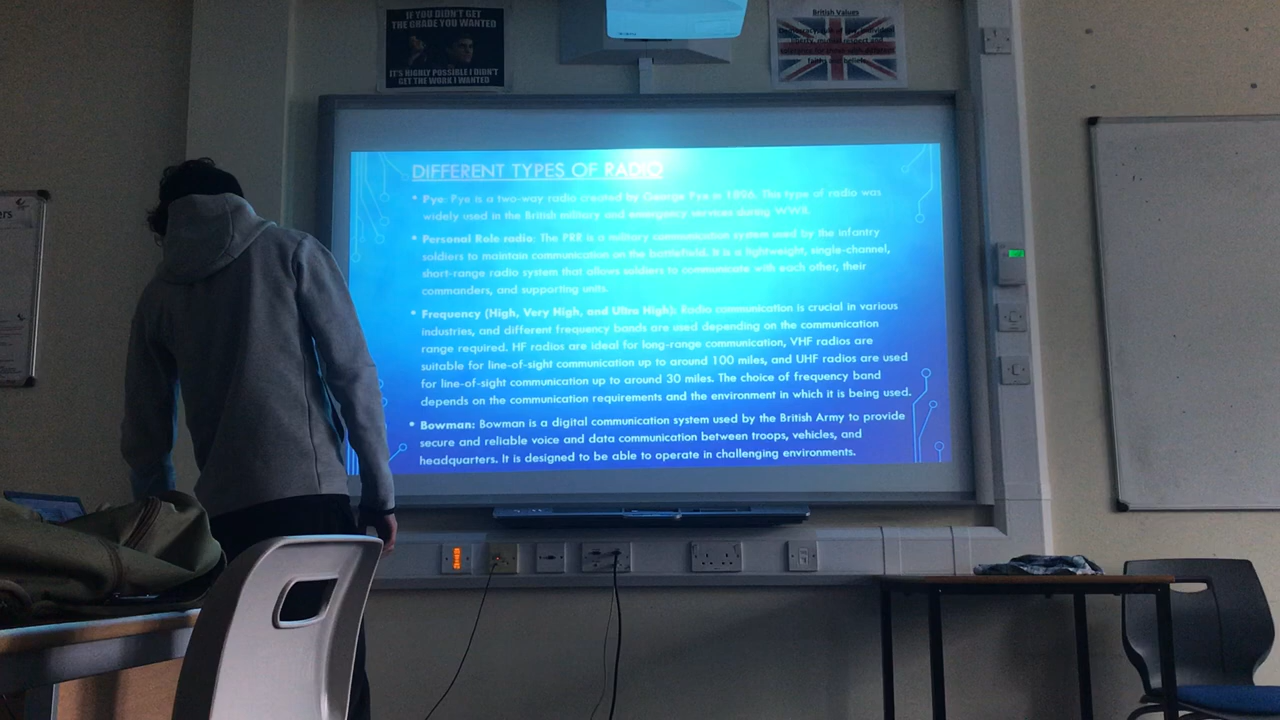 IF YOU DIDN'T GET
THE GRADE YOU WANTED
IT'S HIGHLY POSSIBLE I DIDN'T
GET THE WORK I WANTED
British Values
DIFFERENT TYPES OF RADIO
• Pye: Pye is a two-way radio created by George Pye in 1896. This type of radio was
widely used in the British military and emergency services during WW2.
• Personal Role radio: The PRR is a military communication system used by the infantry
soldiers to maintain communication on the battlefield. It is a lightweight, single-channel,
short-range radio system that allows soldiers to communicate with each other, their
commanders, and supporting units.
• Frequency (High, Very High, and Ultra High): Radio communication is crucial in various
industries, and different frequency bands are used depending on the communication
range required. HF radios are ideal for long-range communication, VHF radios are
suitable for line-of-sight communication up to around 100 miles, and UHF radios are used
for line-of-sight communication up to around 30 miles. The choice of frequency band
depends on the communication requirements and the environment in which it is being used.
• Bowman: Bowman is a digital communication system used by the British Army to provide
secure and reliable voice and data communication between troops, vehicles, and
headquarters. It is designed to be able to operate in challenging environments.